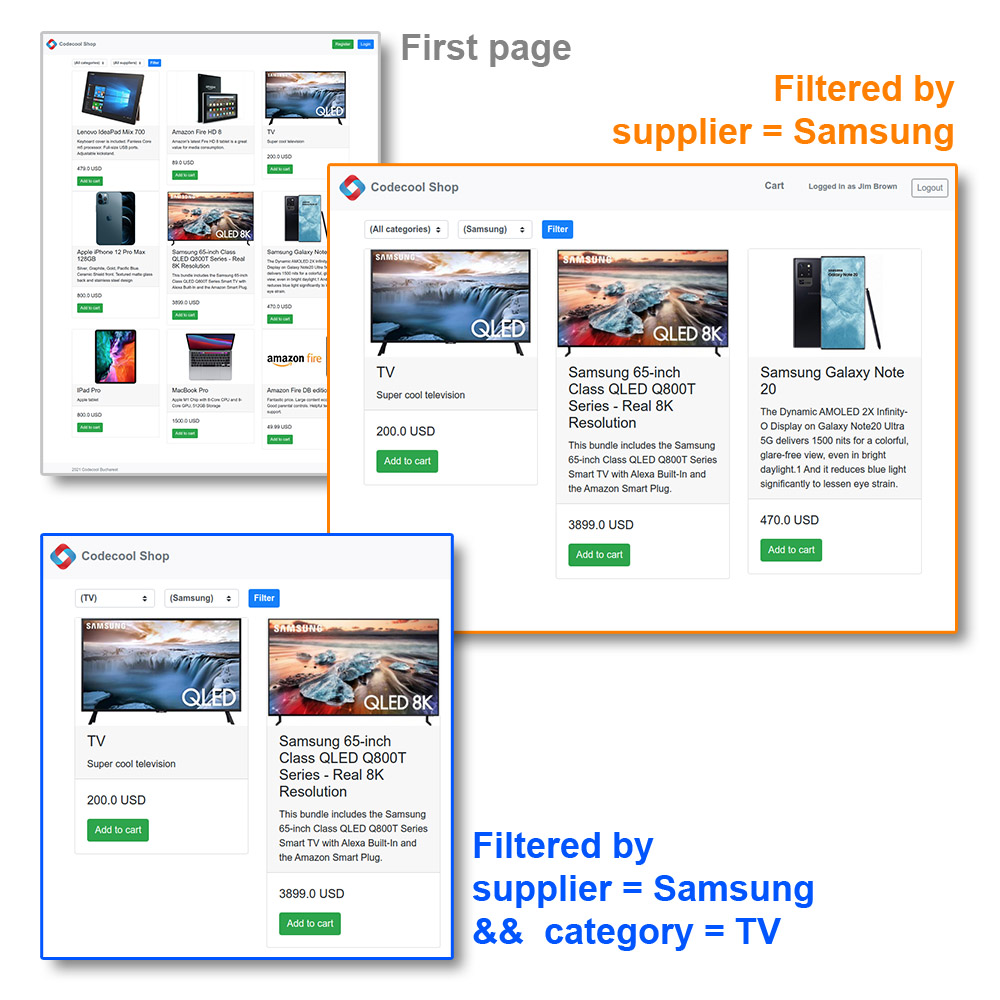 Codecool Shop
Register
Login
First page
(All categories)
(All suppliers)
Filter
Lenovo IdeaPad Miix 700
Keyboard cover is included. Fanless Core
m5 processor. Full-size USB ports.
Adjustable kickstand.
479.0 USD
Add to cart
Amazon Fire HD 8
Amazon's latest Fire HD 8 tablet is a great
value for media consumption.
89.0 USD
Add to cart
SAMSUNG
QLED
TV
Super cool television
200.0 USD
Add to cart
Apple iPhone 12 Pro Max
128GB
Silver, Graphite, Gold, Pacific Blue.
Ceramic Shield front, Textured matte glass
back and stainless steel design
800.0 USD
Add to cart
SAMSUNG
QLED 8K
Samsung 65-inch Class
QLED Q800T Series - Real
8K Resolution
This bundle includes the Samsung 65-inch
Class QLED Q800T Series Smart TV with
Alexa Built-In and the Amazon Smart Plug.
3899.0 USD
Add to cart
Samsung Galaxy Note
The Dynamic AMOLED 2X Infinity-O
Display on Galaxy Note20 Ultra 5
delivers 1500 nits for a colorful, gla
view, even in bright daylight.1 And it
reduces blue light significantly to les
eye strain.
470.0 USD
Add to cart
IPad Pro
Apple tablet
800.0 USD
Add to cart
MacBook Pro
Apple M1 Chip with 8-Core CPU and 8-
Core GPU, 512GB Storage
1500.0 USD
Add to cart
amazon fire
Amazon Fire DB editio
Fantastic price. Large content eco
Good parental controls. Helpful te
support.
49.99 USD
Add to cart
2021 Codecool Bucharest
Filtered by
supplier = Samsung
Codecool Shop
Cart
Logged in as Jim Brown
Logout
(All categories)
(Samsung)
Filter
SAMSUNG
QLED
TV
Super cool television
200.0 USD
Add to cart
SAMSUNG
QLED 8K
Samsung 65-inch
Class QLED Q800T
Series - Real 8K
Resolution
This bundle includes the Samsung
65-inch Class QLED Q800T Series
Smart TV with Alexa Built-In and
the Amazon Smart Plug.
3899.0 USD
Add to cart
Galaxy Note 20
Samsung Galaxy Note
20
The Dynamic AMOLED 2X Infinity-
O Display on Galaxy Note20 Ultra
5G delivers 1500 nits for a colorful,
glare-free view, even in bright
daylight.1 And it reduces blue light
significantly to lessen eye strain.
470.0 USD
Add to cart
Codecool Shop
(TV)
(Samsung)
Filter
SAMSUNG
QLED
TV
Super cool television
200.0 USD
Add to cart
SAMSUNG
QLED 8K
Samsung 65-inch
Class QLED Q800T
Series - Real 8K
Resolution
This bundle includes the Samsung
65-inch Class QLED Q800T Series
Smart TV with Alexa Built-In and
the Amazon Smart Plug.
3899.0 USD
Add to cart
Filtered by
supplier = Samsung
&& category = TV